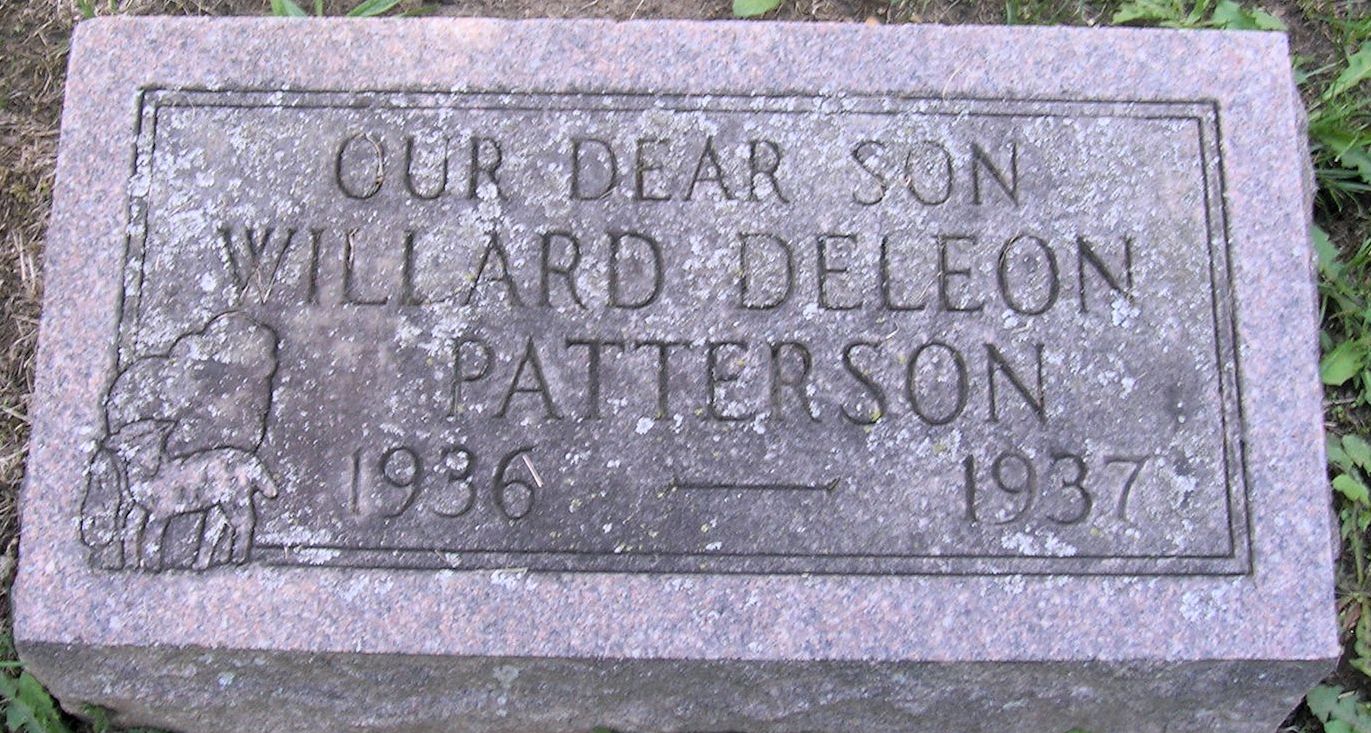 OUR DEAR SON
WILLARD DELEON
PATTERSON
1936 — 1937